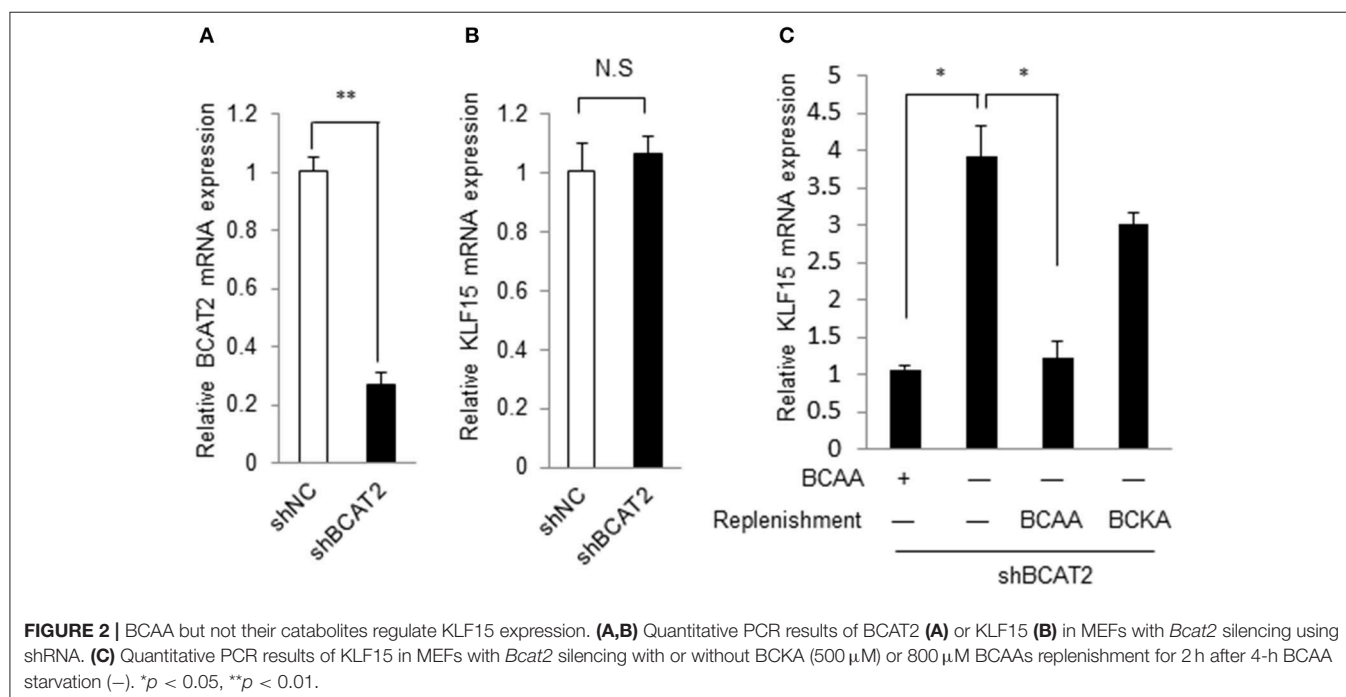 A
**
Relative BCAT2 mRNA expression
1.2
1
0.8
0.6
0.4
0.2
0
shNC
shBCAT2
B
N.S
Relative KLF15 mRNA expression
1.2
1
0.8
0.6
0.4
0.2
0
shNC
shBCAT2
C
* *
Relative KLF15 mRNA expression
5
4.5
4
3.5
3
2.5
2
1.5
1
0.5
0
BCAA + — — —
Replenishment — — BCAA BCKA
shBCAT2
FIGURE 2 | BCAA but not their catabolites regulate KLF15 expression. (A,B) Quantitative PCR results of BCAT2 (A) or KLF15 (B) in MEFs with Bcat2 silencing using
shRNA. (C) Quantitative PCR results of KLF15 in MEFs with Bcat2 silencing with or without BCKA (500 μM) or 800 μM BCAAs replenishment for 2 h after 4-h BCAA
starvation (−). *p < 0.05, **p < 0.01.